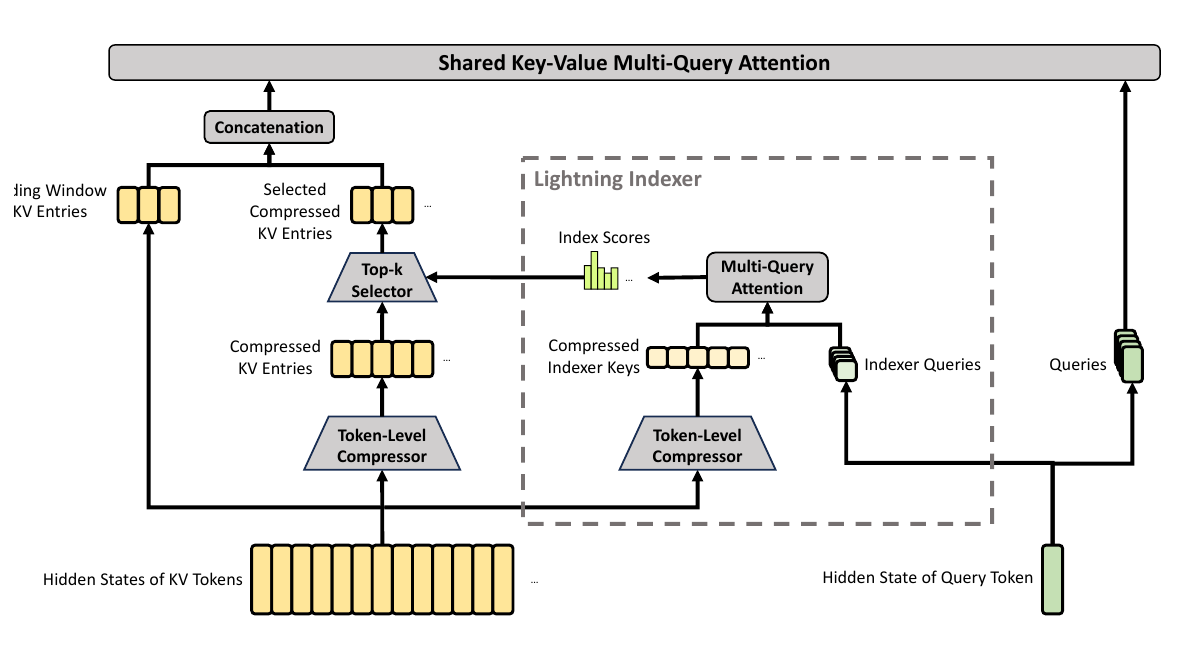 Shared Key-Value Multi-Query Attention
Concatenation
Window
KV Entries
Selected
Compressed
KV Entries
...
Lightning Indexer
Index Scores
...
Top-k
Selector
Multi-Query
Attention
Compressed
KV Entries
...
Compressed
Indexer Keys
...
Indexer Queries
Queries
Token-Level
Compressor
Token-Level
Compressor
Hidden States of KV Tokens
...
Hidden State of Query Token